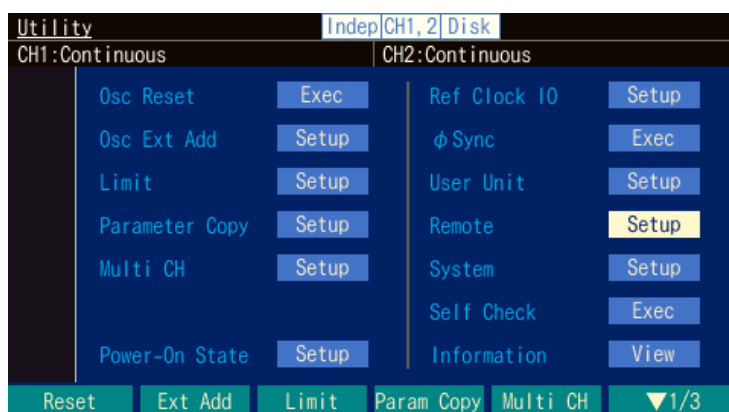 Utility Indep CH1,2 Disk
CH1:Continuous CH2:Continuous
Osc Reset Exec
Osc Ext Add Setup
Limit Setup
Parameter Copy Setup
Multi CH Setup
Power-On State Setup
Ref Clock IO Setup
ϕSync Exec
User Unit Setup
Remote Setup
System Setup
Self Check Exec
Information View
Reset Ext Add Limit Param Copy Multi CH ▼1/3